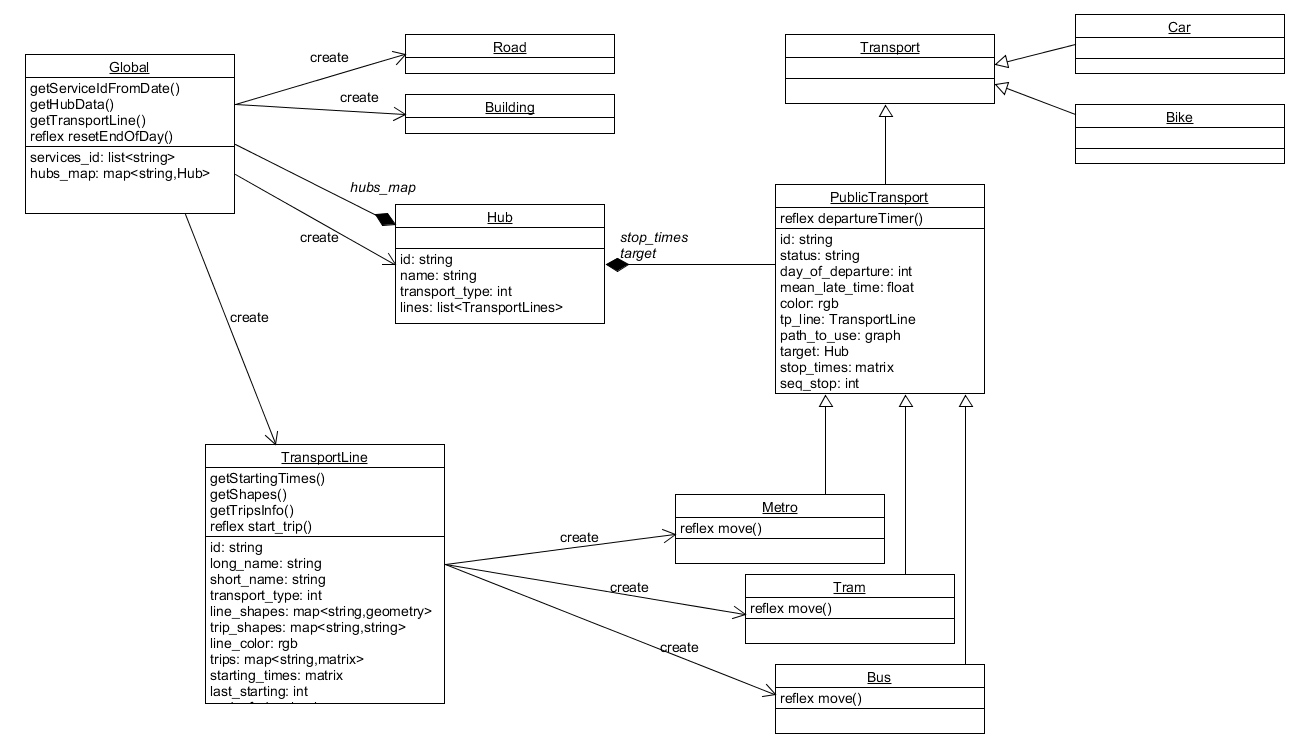 Global
getServiceIdFromDate()
getHubData()
getTransportLine()
reflex resetEndOfDay()
services_id: list<string>
hubs_map: map<string,Hub>
create
Road
create
Building
hubs_map
create
Hub
id: string
name: string
transport_type: int
lines: list<TransportLines>
stop_times
target
Transport
Car
Bike
PublicTransport
reflex departureTimer()
id: string
status: string
day_of_departure: int
mean_late_time: float
color: rgb
tp_line: TransportLine
path_to_use: graph
target: Hub
stop_times: matrix
seq_stop: int
create
TransportLine
getStartingTimes()
getShapes()
getTripsInfo()
reflex start_trip()
id: string
long_name: string
short_name: string
transport_type: int
line_shapes: map<string,geometry>
trip_shapes: map<string,string>
line_color: rgb
trips: map<string,matrix>
starting_times: matrix
last_starting: int
create
Metro
reflex move()
create
Tram
reflex move()
create
Bus
reflex move()